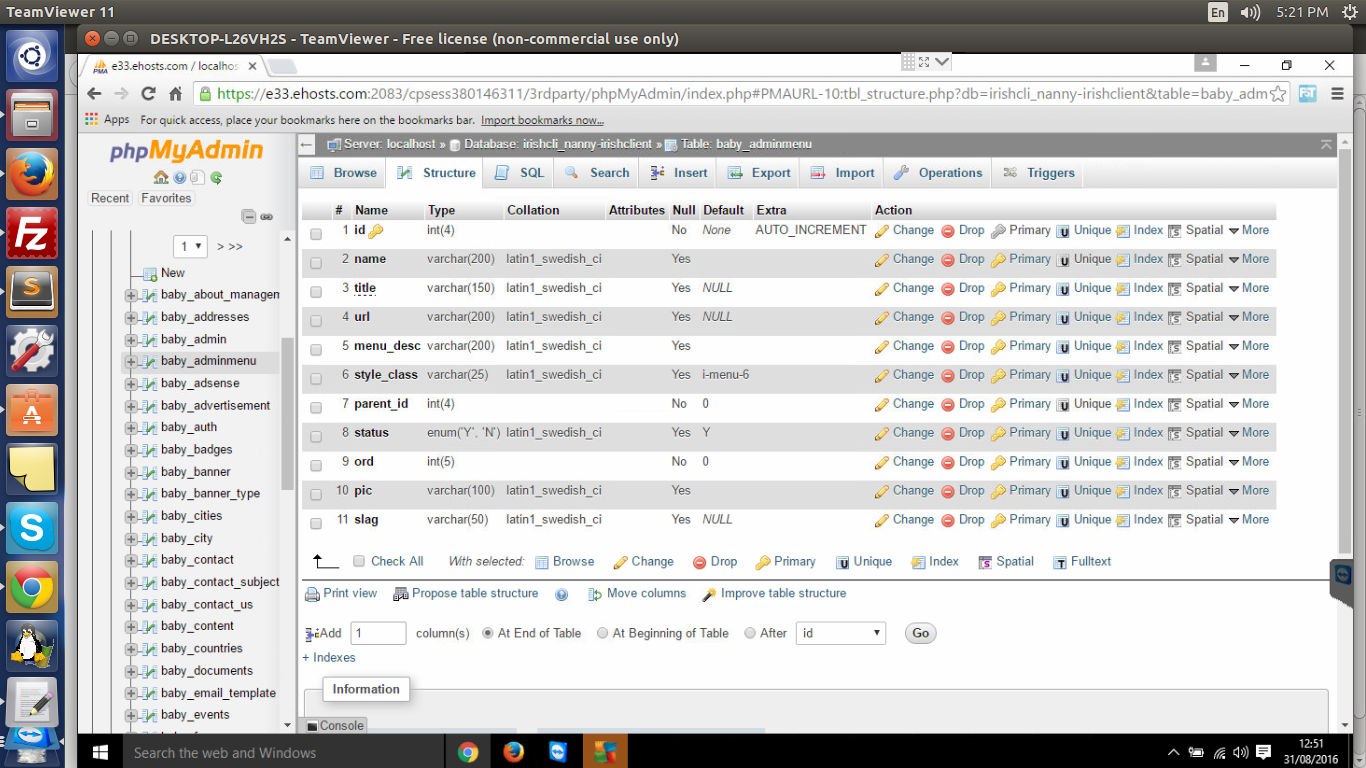 TeamViewer 11
En
5:21 PM
DESKTOP-L26VH2S - TeamViewer - Free license (non-commercial use only)
e33.ehosts.com / localhos
https://e33.ehosts.com:2083/cpsess380146311/3rdparty/phpMyAdmin/index.php#PMAURL-10:tbl_structure.php?db=irishcli_nanny-irishclient&table=baby_adm
Apps For quick access, place your bookmarks here on the bookmarks bar. Import bookmarks now...
phpMyAdmin
Recent Favorites
1 > >>
New
baby_about_managen
baby_addresses
baby_admin
baby_adminmenu
baby_adsense
baby_advertisement
baby_auth
baby_badges
baby_banner
baby_banner_type
baby_cities
baby_city
baby_contact
baby_contact_subject
baby_contact_us
baby_content
baby_countries
baby_documents
baby_email_template
baby_events
Server: localhost » Database: irishcli_nanny-irishclient » Table: baby_adminmenu
Browse Structure SQL Search Insert Export Import Operations Triggers
# Name Type Collation Attributes Null Default Extra Action
1 id int(4) No None AUTO_INCREMENT Change Drop Primary Unique Index Spatial More
2 name varchar(200) latin1_swedish_ci Yes Change Drop Primary Unique Index Spatial More
3 title varchar(150) latin1_swedish_ci Yes NULL Change Drop Primary Unique Index Spatial More
4 url varchar(200) latin1_swedish_ci Yes NULL Change Drop Primary Unique Index Spatial More
5 menu_desc varchar(200) latin1_swedish_ci Yes Change Drop Primary Unique Index Spatial More
6 style_class varchar(25) latin1_swedish_ci Yes i-menu-6 Change Drop Primary Unique Index Spatial More
7 parent_id int(4) No 0 Change Drop Primary Unique Index Spatial More
8 status enum('Y', 'N') latin1_swedish_ci Yes Y Change Drop Primary Unique Index Spatial More
9 ord int(5) No 0 Change Drop Primary Unique Index Spatial More
10 pic varchar(100) latin1_swedish_ci Yes Change Drop Primary Unique Index Spatial More
11 slag varchar(50) latin1_swedish_ci Yes NULL Change Drop Primary Unique Index Spatial More
Check All With selected: Browse Change Drop Primary Unique Index Spatial Fulltext
Print view Propose table structure Move columns Improve table structure
Add 1 column(s) At End of Table At Beginning of Table After id Go
+ Indexes
Information
Console
Search the web and Windows
12:51
31/08/2016